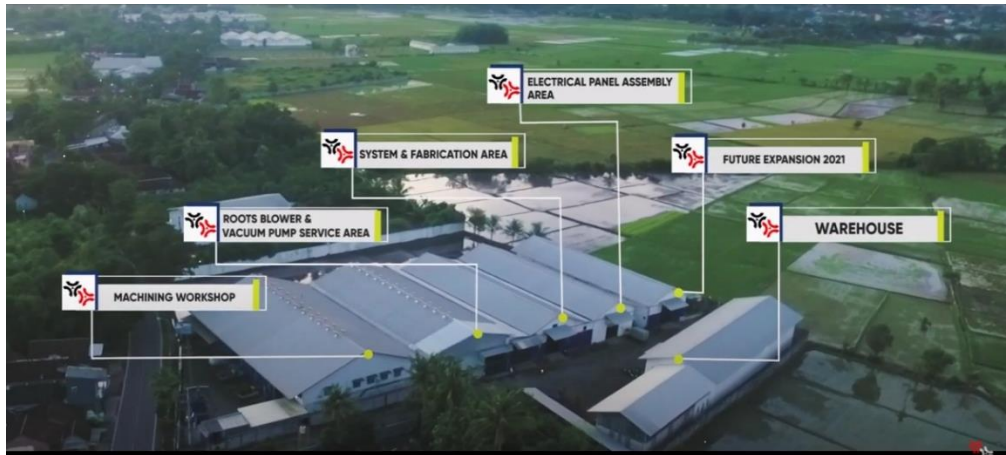 ELECTRICAL PANEL ASSEMBLY
AREA
SYSTEM & FABRICATION AREA
FUTURE EXPANSION 2021
ROOTS BLOWER &
VACUUM PUMP SERVICE AREA
WAREHOUSE
MACHINING WORKSHOP